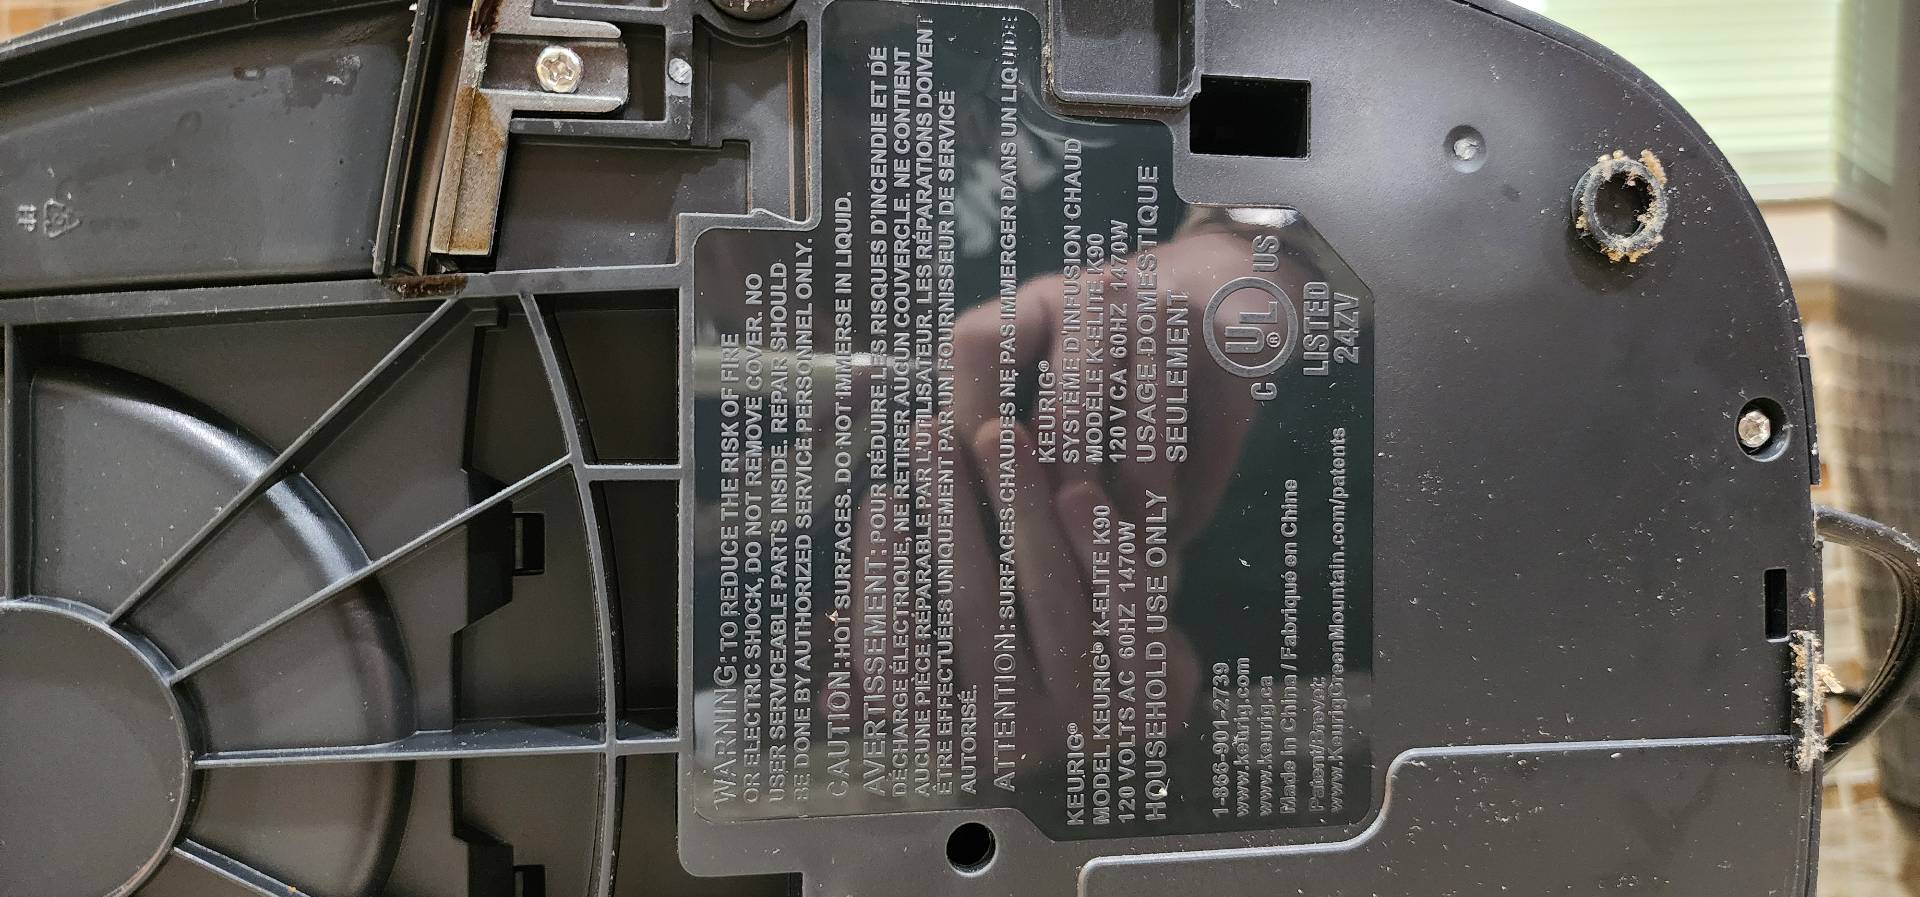 WARNING: TO REDUCE THE RISK OF FIRE
OR ELECTRIC SHOCK, DO NOT REMOVE COVER. NO
USER SERVICEABLE PARTS INSIDE. REPAIR SHOULD
BE DONE BY AUTHORIZED SERVICE PERSONNEL ONLY.
CAUTION: HOT SURFACES. DO NOT IMMERSE IN LIQUID.
AVERTISSEMENT: POUR RÉDUIRE LES RISQUES D'INCENDIE ET DE
DÉCHARGE ÉLECTRIQUE, NE RETIRER AUCUN COUVERCLE. NE CONTIENT
AUCUNE PIÈCE RÉPARABLE PAR L'UTILISATEUR. LES RÉPARATIONS DOIVENT
ÊTRE EFFECTUÉES UNIQUEMENT PAR UN FOURNISSEUR DE SERVICE
AUTORISÉ.
ATTENTION: SURFACES CHAUDES NE PAS IMMERGER DANS UN LIQUIDE
KEURIG®
MODEL KEURIG® K-ELITE K90
120 VOLTS AC 60HZ 1470W
HOUSEHOLD USE ONLY
KEURIG®
SYSTÈME D'INFUSION CHAUD
MODÈLE K-ELITE K90
120 V CA 60HZ 1470W
USAGE DOMESTIQUE
SEULEMENT
1-866-901-2739
www.keurig.com
www.keurig.ca
Made in China / Fabriqué en Chine
Patent/Brevet:
www.KeurigGreenMountain.com/patents
C UL® US
LISTED
24ZV